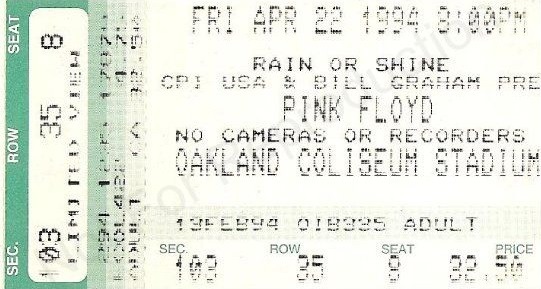 SEAT 8
ROW 35
SEC. 103
FRI APR 22 1994 8:00PM
RAIN OR SHINE
CPI USA & BILL GRAHAM PRE
PINK FLOYD
NO CAMERAS OR RECORDERS
OAKLAND COLISEUM STADIUM
19FEB94 018335 ADULT
SEC. ROW SEAT PRICE
103 35 8 32.50